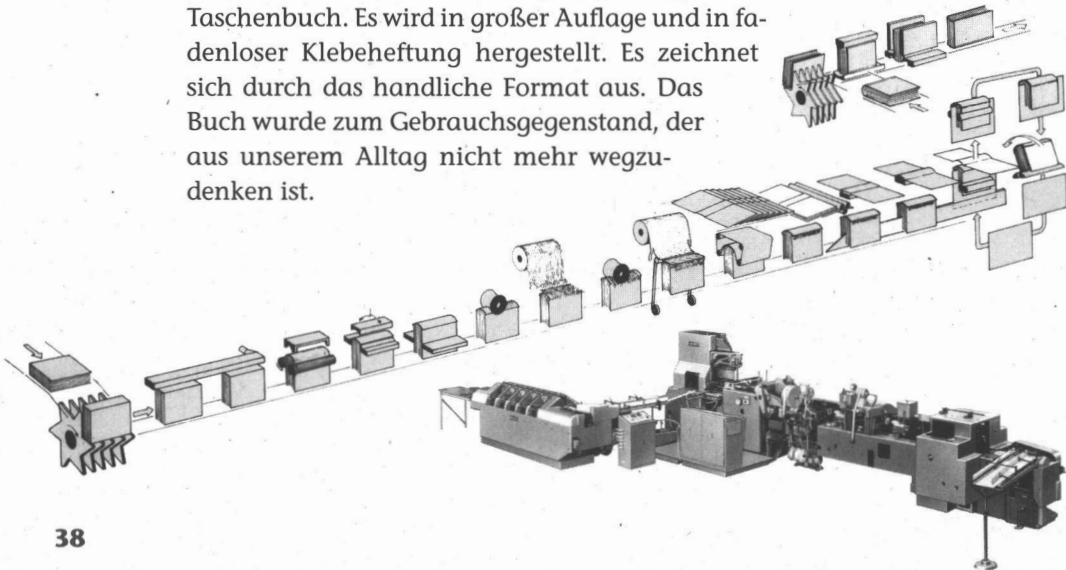 Taschenbuch. Es wird in großer Auflage und in fa-
denloser Klebeheftung hergestellt. Es zeichnet
sich durch das handliche Format aus. Das
Buch wurde zum Gebrauchsgegenstand, der
aus unserem Alltag nicht mehr wegzu-
denken ist.
38